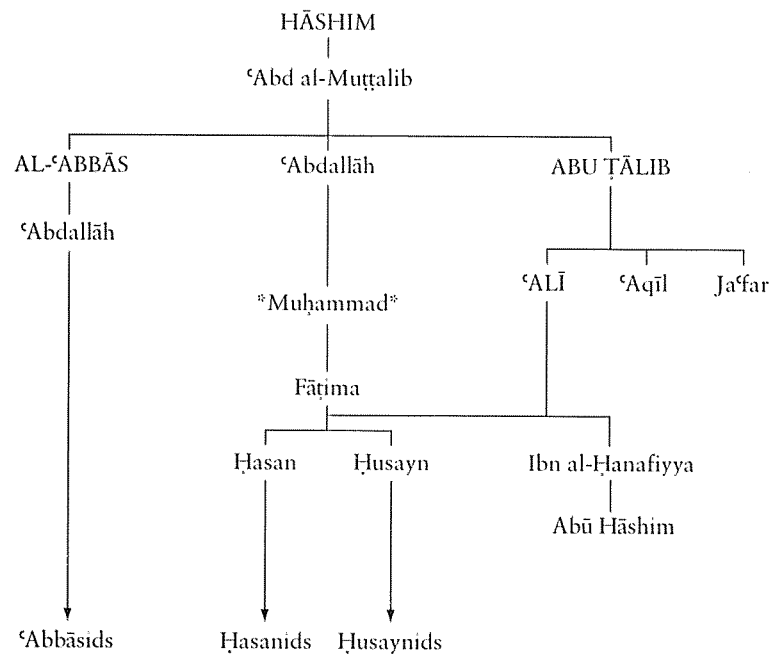 HĀSHIM
ʿAbd al-Muṭṭalib
AL-ʿABBĀS ʿAbdallāh ABU ṬĀLIB
ʿAbdallāh
ʿALĪ ʿAqīl Jaʿfar
*Muḥammad*
Fāṭima
Ḥasan Ḥusayn Ibn al-Ḥanafiyya
Abū Hāshim
ʿAbbāsids Ḥasanids Ḥusaynids